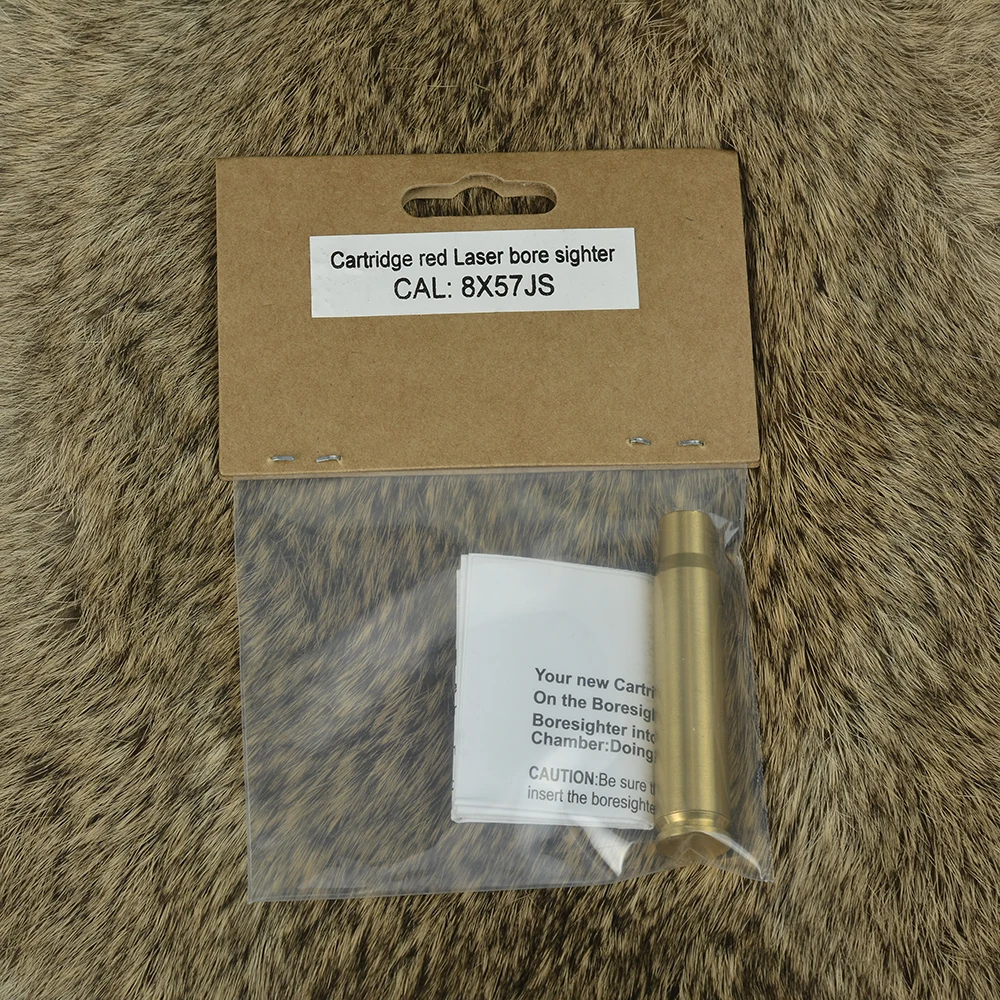 Cartridge red Laser bore sighter
CAL: 8X57JS
Your new Cartri
On the Boresigh
Boresighter into
Chamber:Doing
CAUTION:Be sure t
insert the boresighte